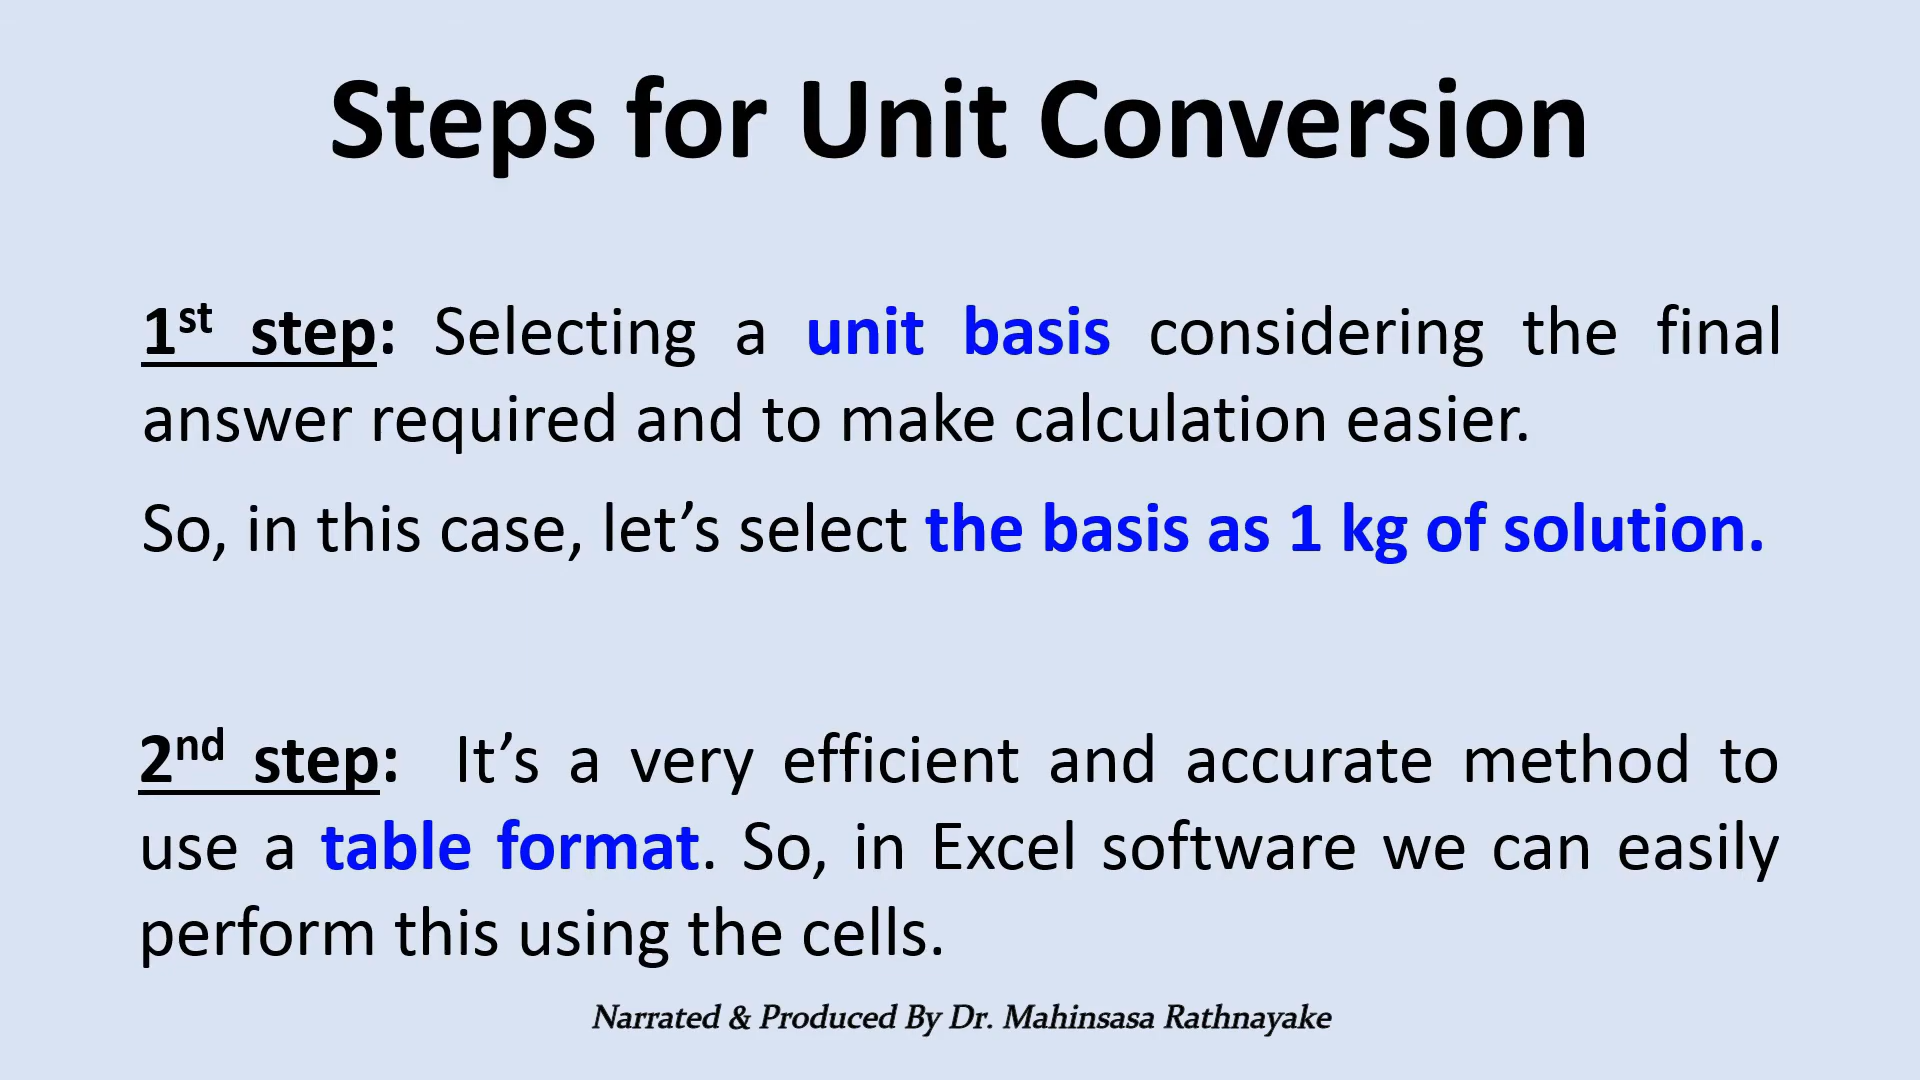 Steps for Unit Conversion
1st step: Selecting a unit basis considering the final
answer required and to make calculation easier.
So, in this case, let’s select the basis as 1 kg of solution.
2nd step: It’s a very efficient and accurate method to
use a table format. So, in Excel software we can easily
perform this using the cells.
Narrated & Produced By Dr. Mahinsasa Rathnayake